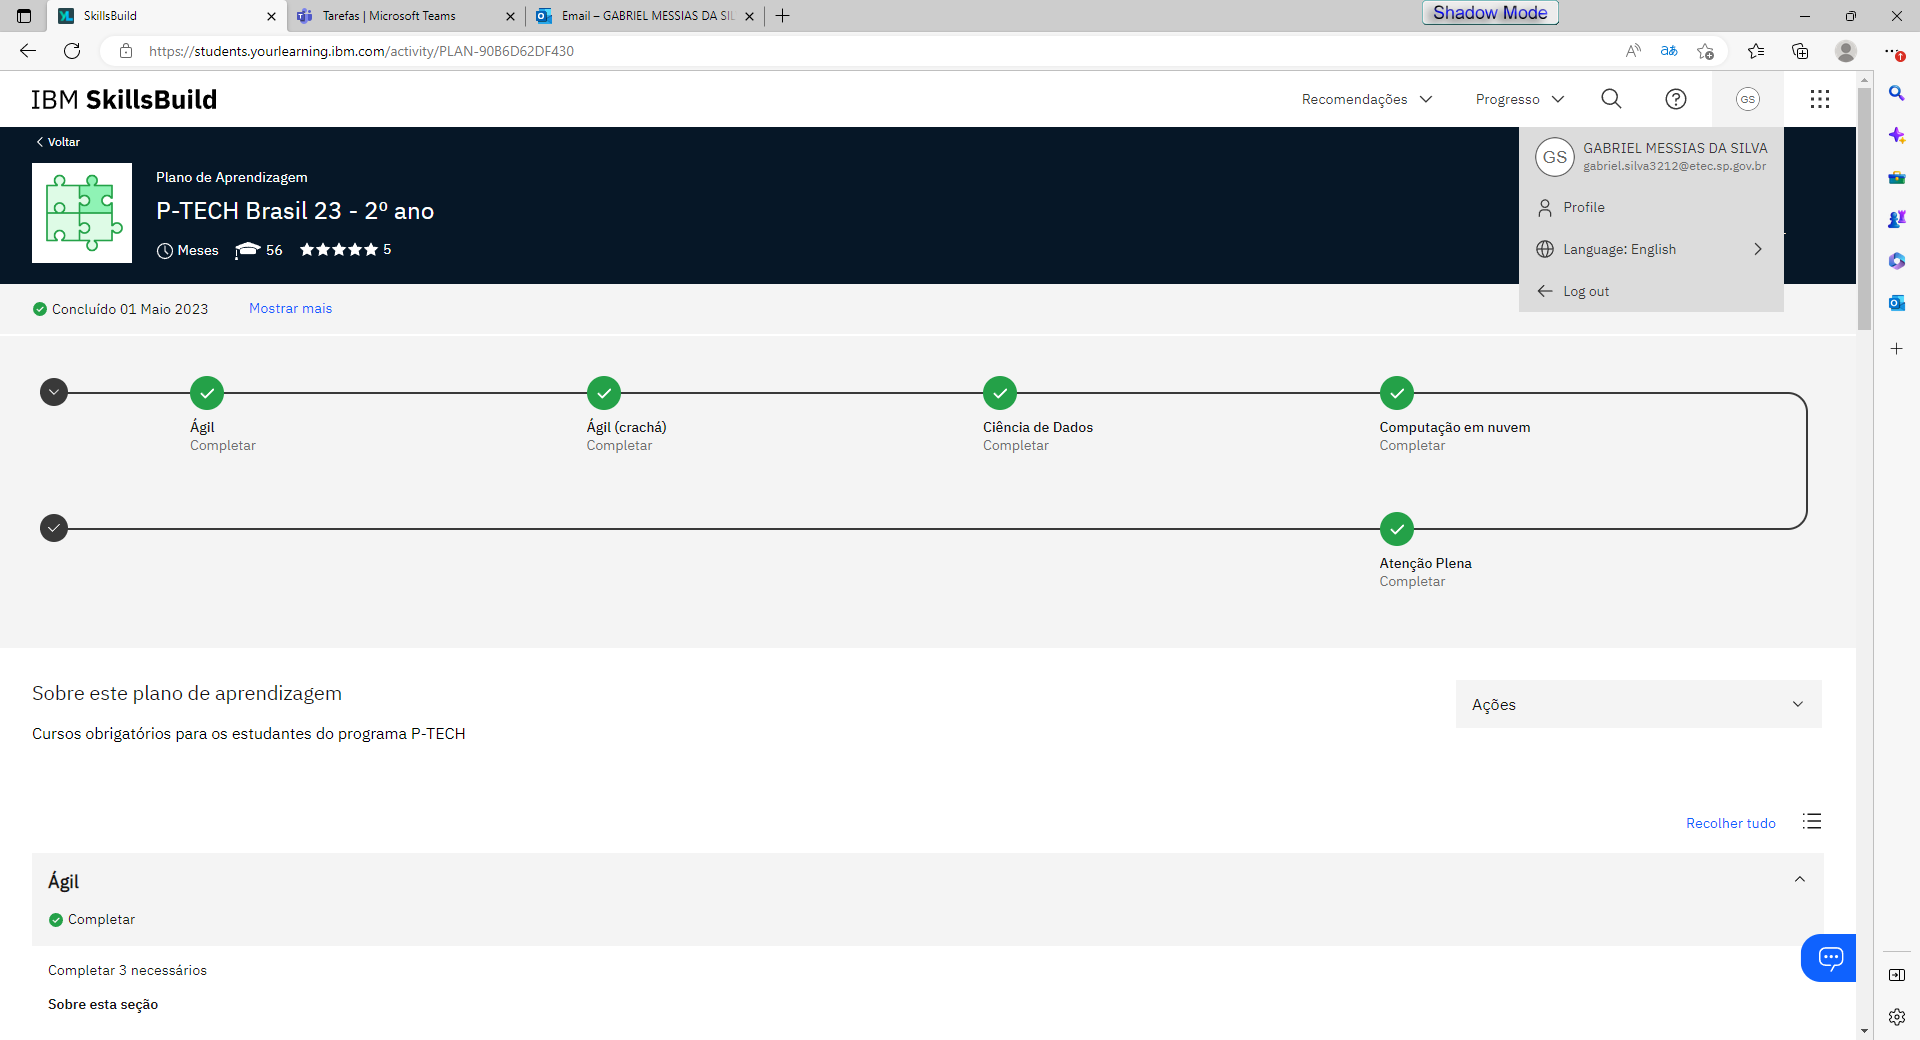 SkillsBuild
Tarefas | Microsoft Teams
Email – GABRIEL MESSIAS DA SIL
Shadow Mode
https://students.yourlearning.ibm.com/activity/PLAN-90B6D62DF430
IBM SkillsBuild
Recomendações
Progresso
GS
Voltar
GS
GABRIEL MESSIAS DA SILVA
gabriel.silva3212@etec.sp.gov.br
Profile
Language: English
Log out
Plano de Aprendizagem
P-TECH Brasil 23 - 2º ano
Meses
56
5
Concluído 01 Maio 2023
Mostrar mais
Ágil
Completar
Ágil (crachá)
Completar
Ciência de Dados
Completar
Computação em nuvem
Completar
Atenção Plena
Completar
Sobre este plano de aprendizagem
Ações
Cursos obrigatórios para os estudantes do programa P-TECH
Recolher tudo
Ágil
Completar
Completar 3 necessários
Sobre esta seção